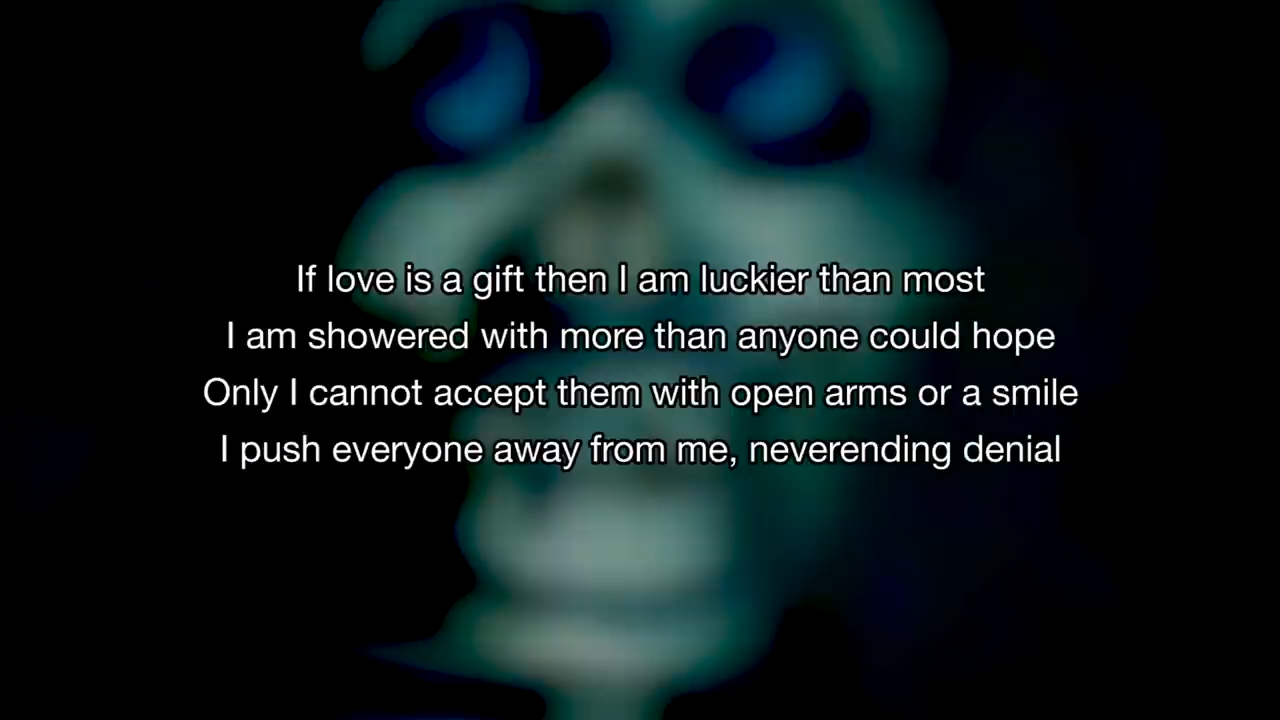 If love is a gift then I am luckier than most
I am showered with more than anyone could hope
Only I cannot accept them with open arms or a smile
I push everyone away from me, neverending denial